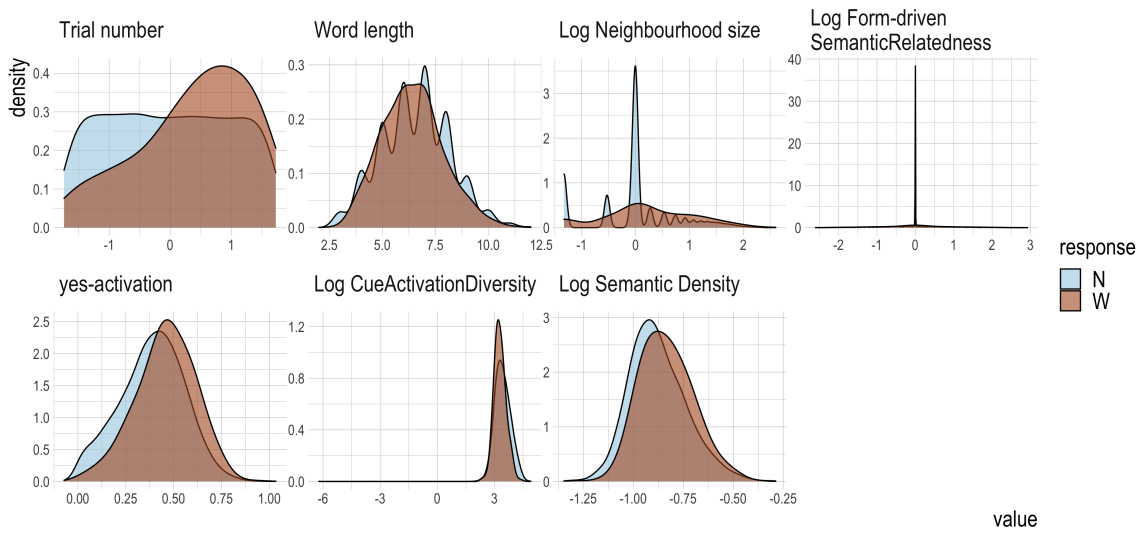 Trial number
Word length
Log Neighbourhood size
Log Form-driven
SemanticRelatedness
density
0.4
0.3
0.2
0.1
0.0
-1 0 1
0.3
0.2
0.1
0.0
2.5 5.0 7.5 10.0 12.5
3
2
1
0
-1 0 1 2
40
30
20
10
0
-2 -1 0 1 2 3
response
N
W
yes-activation
Log CueActivationDiversity
Log Semantic Density
2.5
2.0
1.5
1.0
0.5
0.0
0.00 0.25 0.50 0.75 1.00
1.2
0.8
0.4
0.0
-6 -3 0 3
3
2
1
0
-1.25 -1.00 -0.75 -0.50 -0.25
value